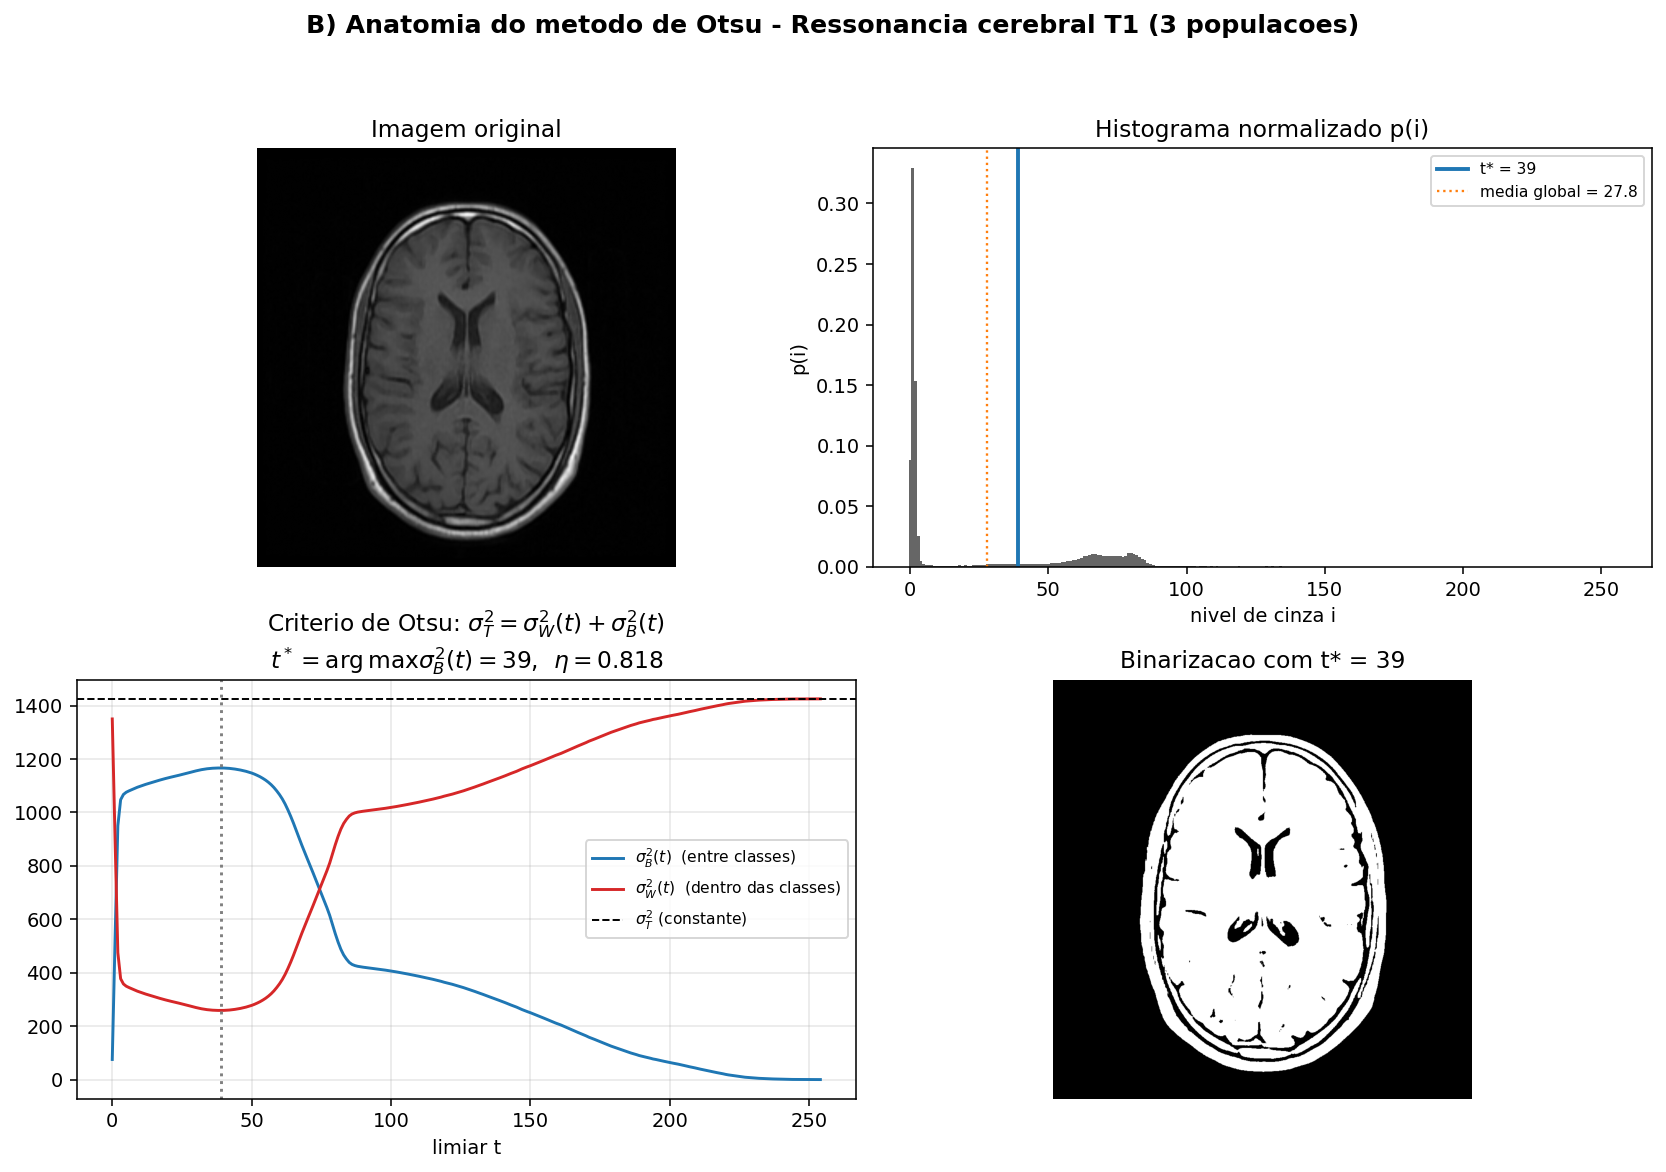 B) Anatomia do metodo de Otsu - Ressonancia cerebral T1 (3 populacoes)
Imagem original
Histograma normalizado p(i)
t* = 39
media global = 27.8
p(i)
0.30
0.25
0.20
0.15
0.10
0.05
0.00
0 50 100 150 200 250
nivel de cinza i
Criterio de Otsu: σ²_T = σ²_W(t) + σ²_B(t)
t* = arg maxσ²_B(t) = 39, η = 0.818
1400
1200
1000
800
600
400
200
0
σ²_B(t) (entre classes)
σ²_W(t) (dentro das classes)
σ²_T (constante)
0 50 100 150 200 250
limiar t
Binarizacao com t* = 39